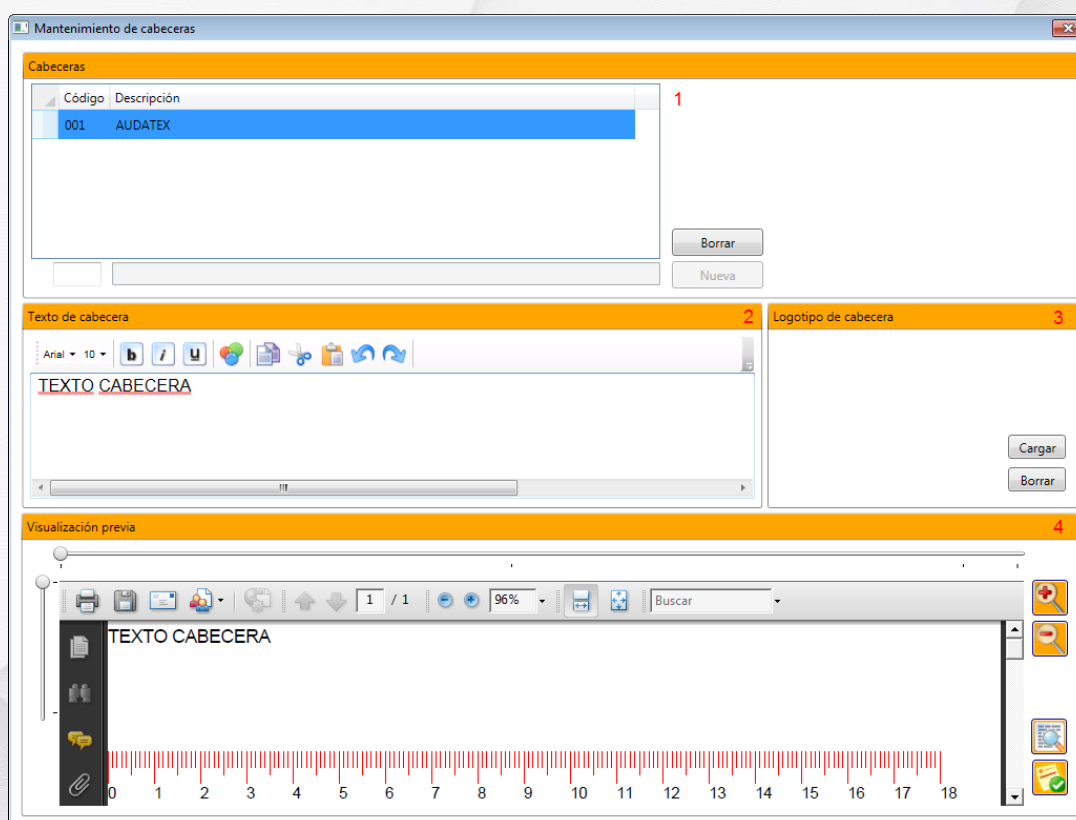 Mantenimiento de cabeceras
Cabeceras
Código Descripción
1
001 AUDATEX
Borrar
Nueva
Texto de cabecera 2
Logotipo de cabecera 3
Arial 10 b i u
TEXTO CABECERA
Cargar
Borrar
Visualización previa 4
1 / 1 96% Buscar
TEXTO CABECERA
0 1 2 3 4 5 6 7 8 9 10 11 12 13 14 15 16 17 18